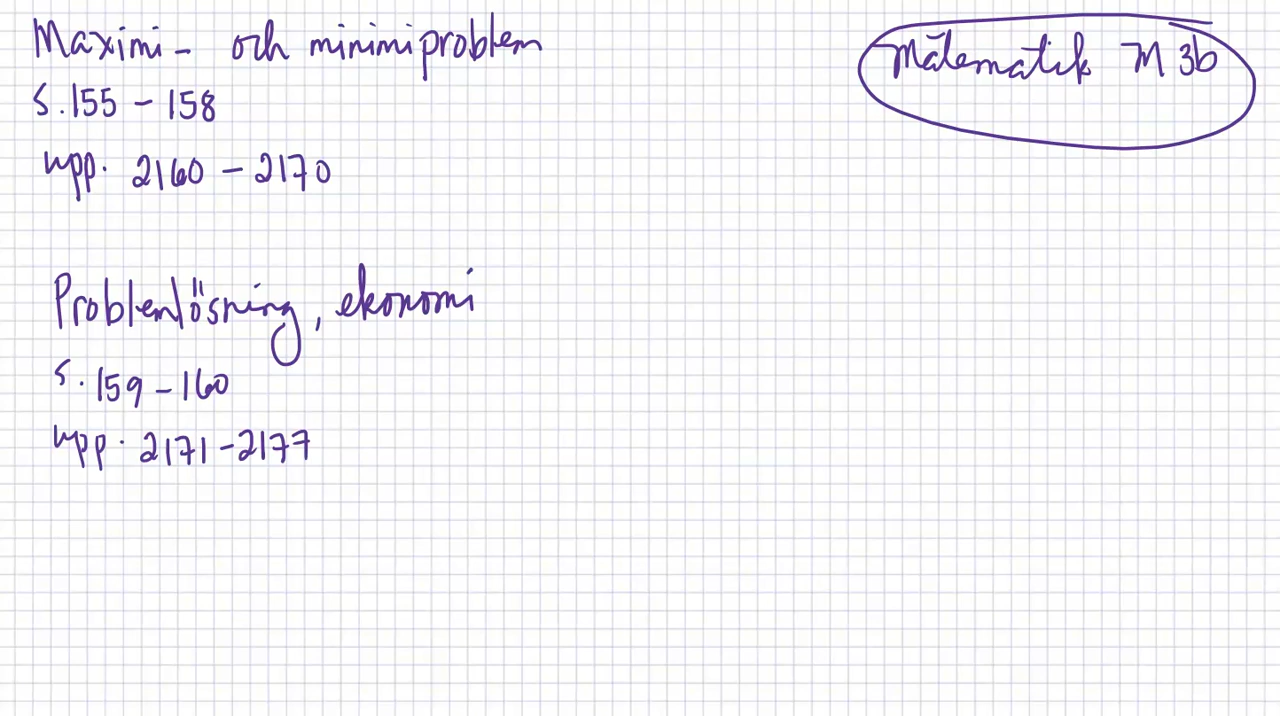 Maximi- och minimiproblem
s. 155 - 158
upp. 2160 - 2170
Problemlösning, ekonomi
s. 159 - 160
upp. 2171 - 2177
Matematik M 3b